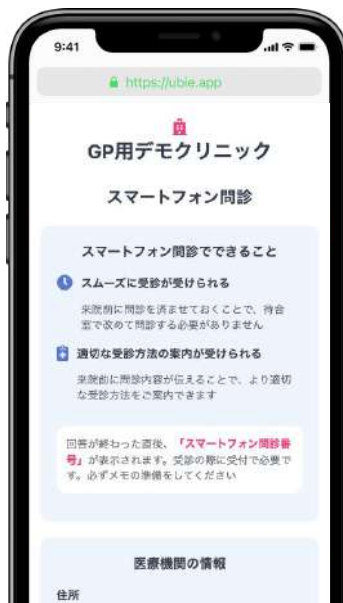 9:41
https://ubie.app
GP用デモクリニック
スマートフォン問診
スマートフォン問診でできること
スムーズに受診が受けられる
来院前に問診を済ませておくことで、待合
室で改めて問診する必要がありません
適切な受診方法の案内が受けられる
来院前に問診内容が伝えることで、より適切
な受診方法をご案内できます
回答が終わった直後、「スマートフォン問診番
号」が表示されます。受診の際に受付で必要で
す。必ずメモの準備をしてください
医療機関の情報
住所